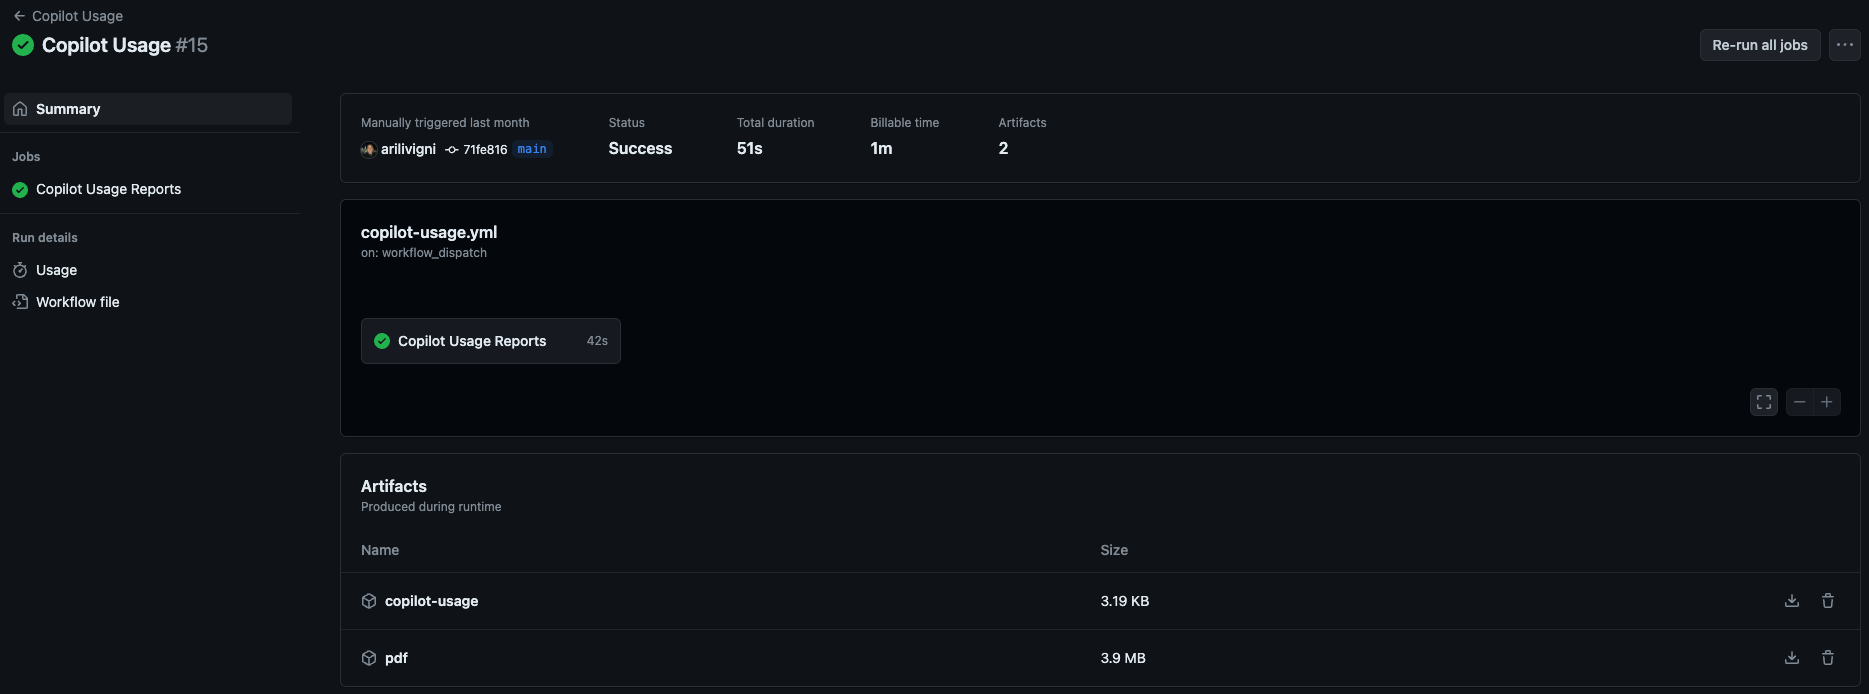 Copilot Usage
Copilot Usage #15
Re-run all jobs
Summary
Jobs
Copilot Usage Reports
Run details
Usage
Workflow file
Manually triggered last month
arilivigni 71fe816 main
Status
Success
Total duration
51s
Billable time
1m
Artifacts
2
copilot-usage.yml
on: workflow_dispatch
Copilot Usage Reports 42s
Artifacts
Produced during runtime
Name Size
copilot-usage 3.19 KB
pdf 3.9 MB